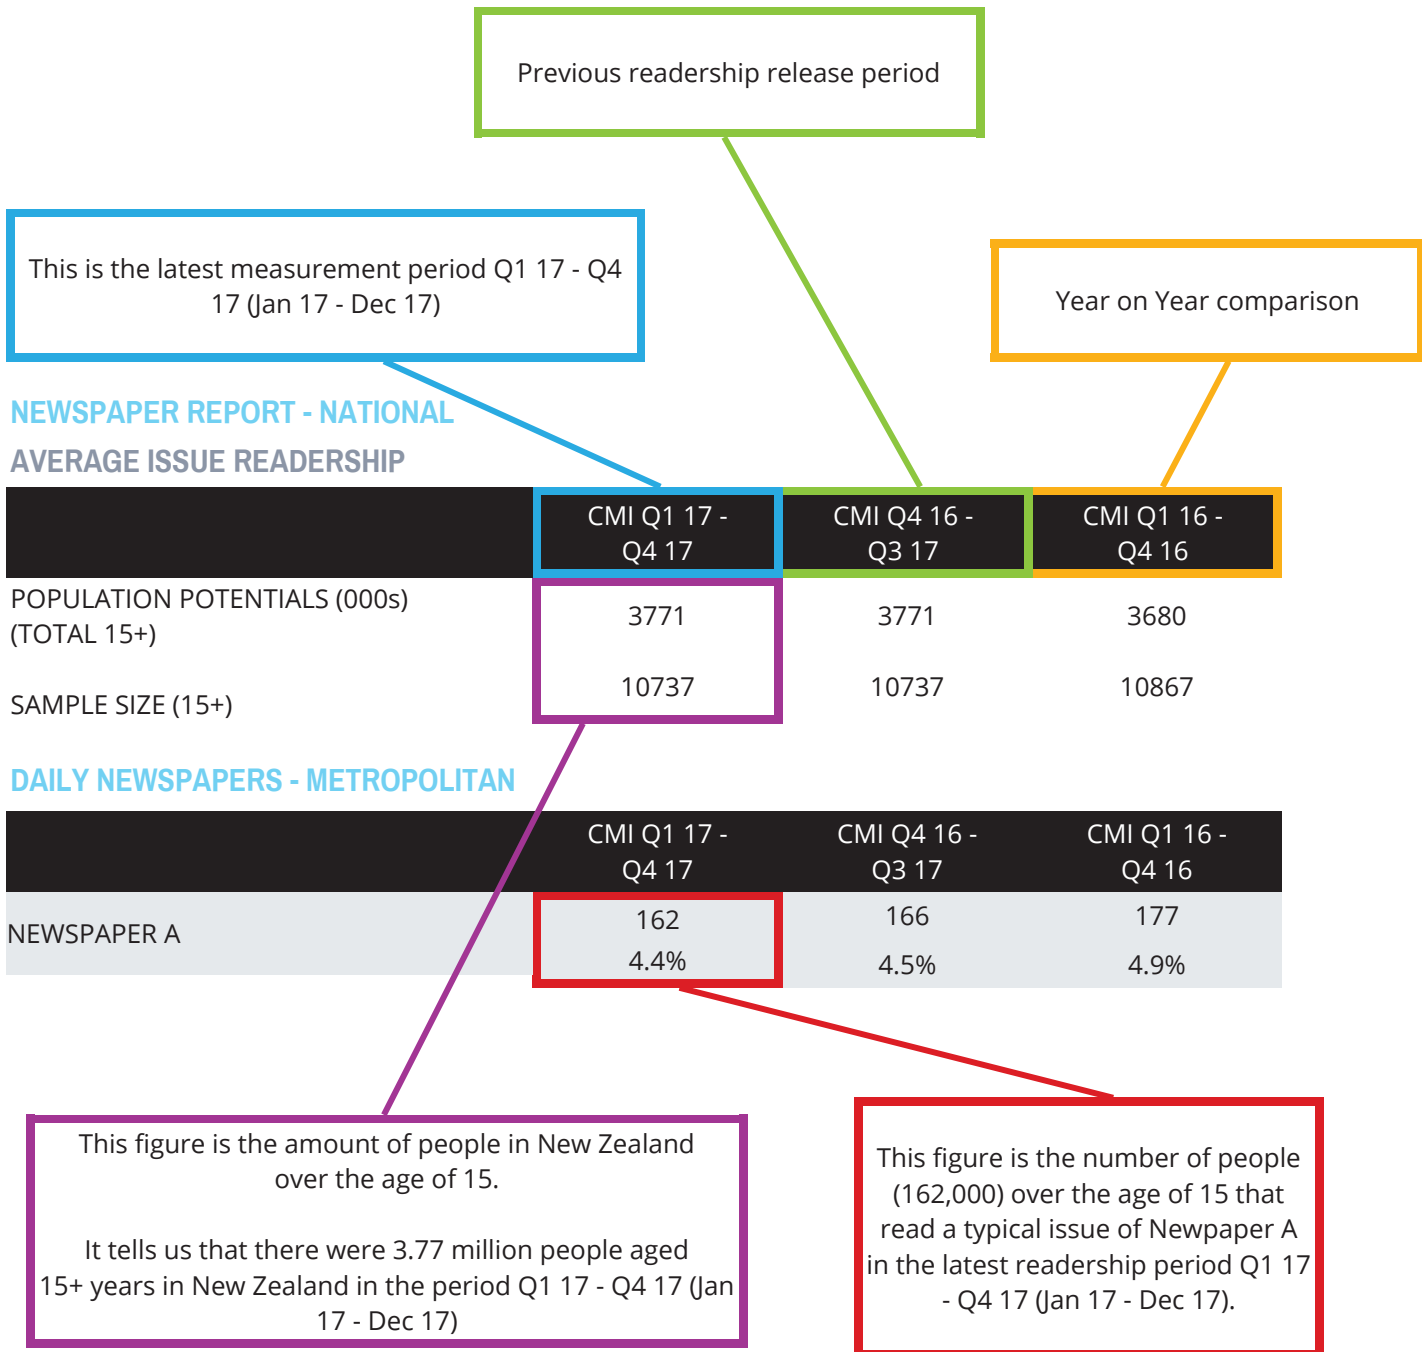 Previous readership release period
This is the latest measurement period Q1 17 - Q4
17 (Jan 17 - Dec 17)
Year on Year comparison
NEWSPAPER REPORT - NATIONAL
AVERAGE ISSUE READERSHIP
CMI Q1 17 -
Q4 17
CMI Q4 16 -
Q3 17
CMI Q1 16 -
Q4 16
POPULATION POTENTIALS (000s)
(TOTAL 15+)
3771
3771
3680
SAMPLE SIZE (15+)
10737
10737
10867
DAILY NEWSPAPERS - METROPOLITAN
CMI Q1 17 -
Q4 17
CMI Q4 16 -
Q3 17
CMI Q1 16 -
Q4 16
NEWSPAPER A
162
166
177
4.4%
4.5%
4.9%
This figure is the amount of people in New Zealand
over the age of 15.
It tells us that there were 3.77 million people aged
15+ years in New Zealand in the period Q1 17 - Q4 17 (Jan
17 - Dec 17)
This figure is the number of people
(162,000) over the age of 15 that
read a typical issue of Newpaper A
in the latest readership period Q1 17
- Q4 17 (Jan 17 - Dec 17).